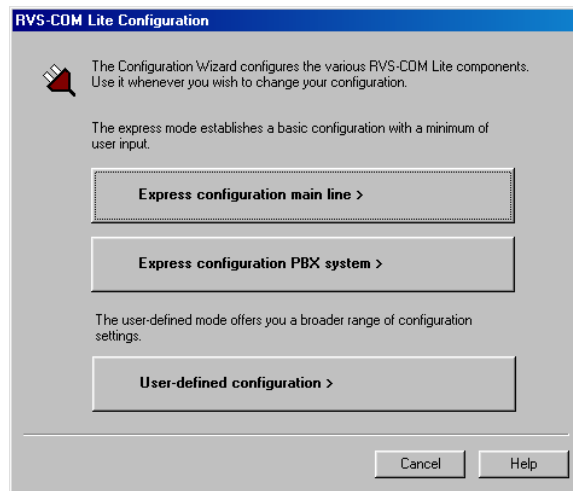 RVS-COM Lite Configuration
The Configuration Wizard configures the various RVS-COM Lite components.
Use it whenever you wish to change your configuration.
The express mode establishes a basic configuration with a minimum of
user input.
Express configuration main line >
Express configuration PBX system >
The user-defined mode offers you a broader range of configuration
settings.
User-defined configuration >
Cancel
Help